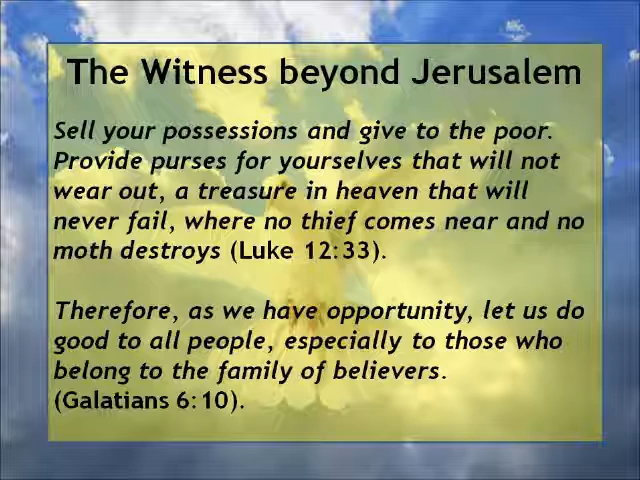 The Witness beyond Jerusalem
Sell your possessions and give to the poor.
Provide purses for yourselves that will not
wear out, a treasure in heaven that will
never fail, where no thief comes near and no
moth destroys (Luke 12:33).
Therefore, as we have opportunity, let us do
good to all people, especially to those who
belong to the family of believers.
(Galatians 6:10).